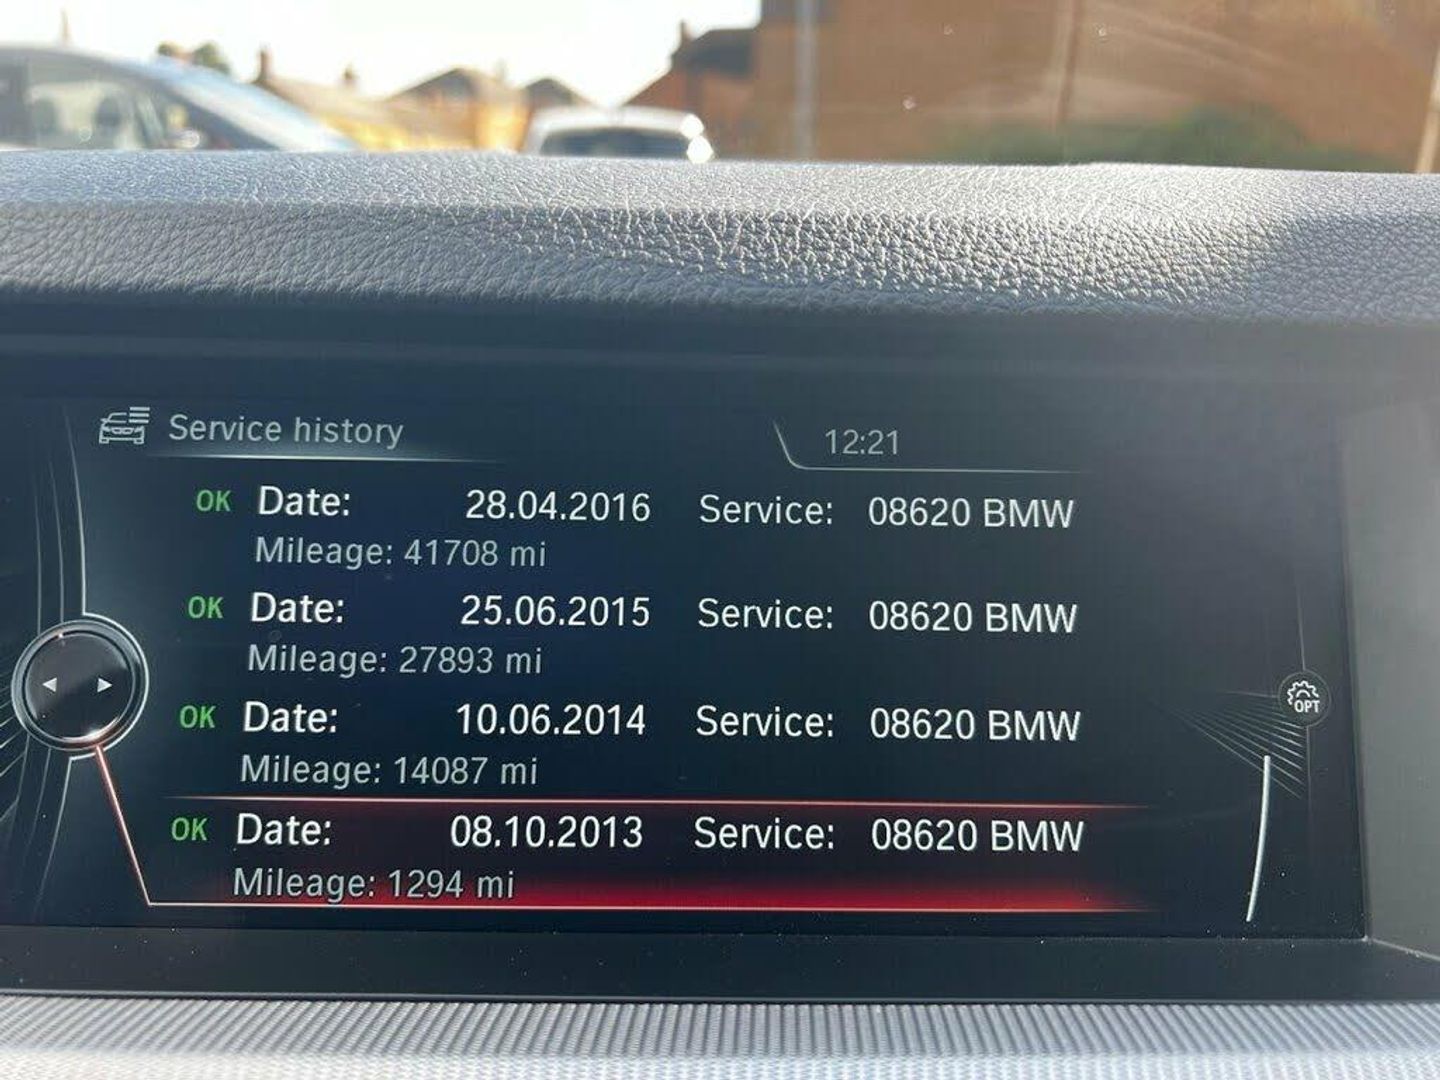 Service history
12:21
OK Date: 28.04.2016 Service: 08620 BMW
Mileage: 41708 mi
OK Date: 25.06.2015 Service: 08620 BMW
Mileage: 27893 mi
OK Date: 10.06.2014 Service: 08620 BMW
Mileage: 14087 mi
OPT
OK Date: 08.10.2013 Service: 08620 BMW
Mileage: 1294 mi